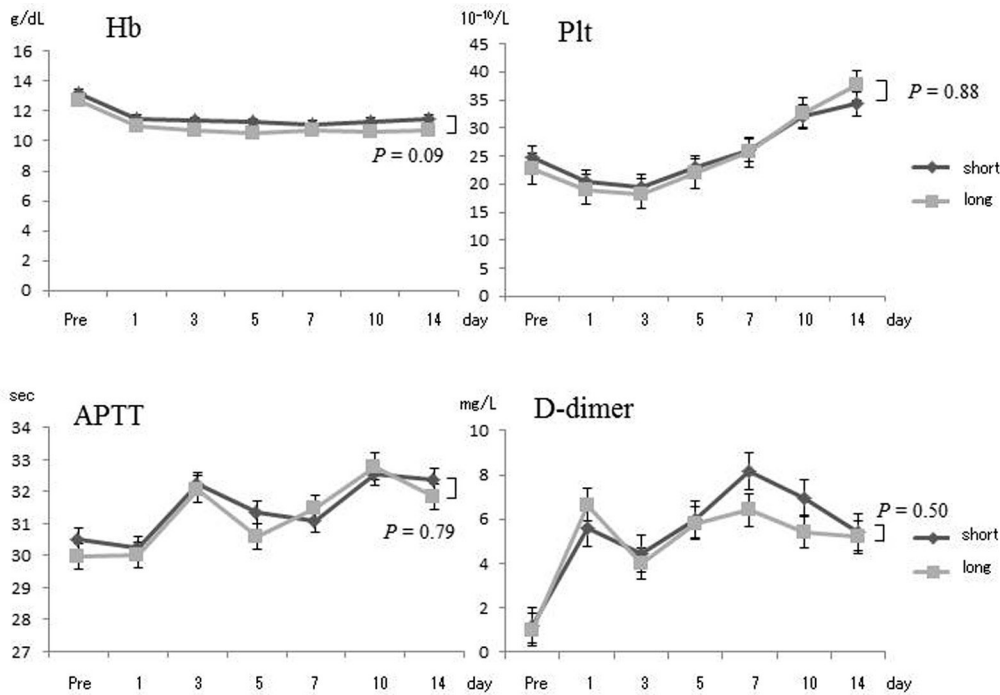 g/dL
Hb
16
14
12
10
8
6
4
2
0
P = 0.09
Pre 1 3 5 7 10 14 day
10⁻¹⁰/L
Plt
45
40
35
30
25
20
15
10
5
0
P = 0.88
short
long
Pre 1 3 5 7 10 14 day
sec
APTT
34
33
32
31
30
29
28
27
P = 0.79
Pre 1 3 5 7 10 14 day
mg/L
D-dimer
10
8
6
4
2
0
P = 0.50
short
long
Pre 1 3 5 7 10 14 day